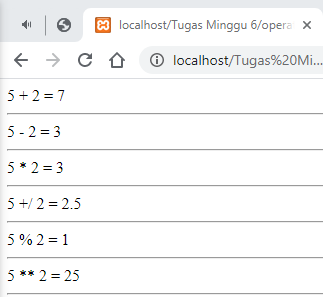 localhost/Tugas Minggu 6/opera
localhost/Tugas%20Mi...
5 + 2 = 7
5 - 2 = 3
5 * 2 = 3
5 +/ 2 = 2.5
5 % 2 = 1
5 ** 2 = 25